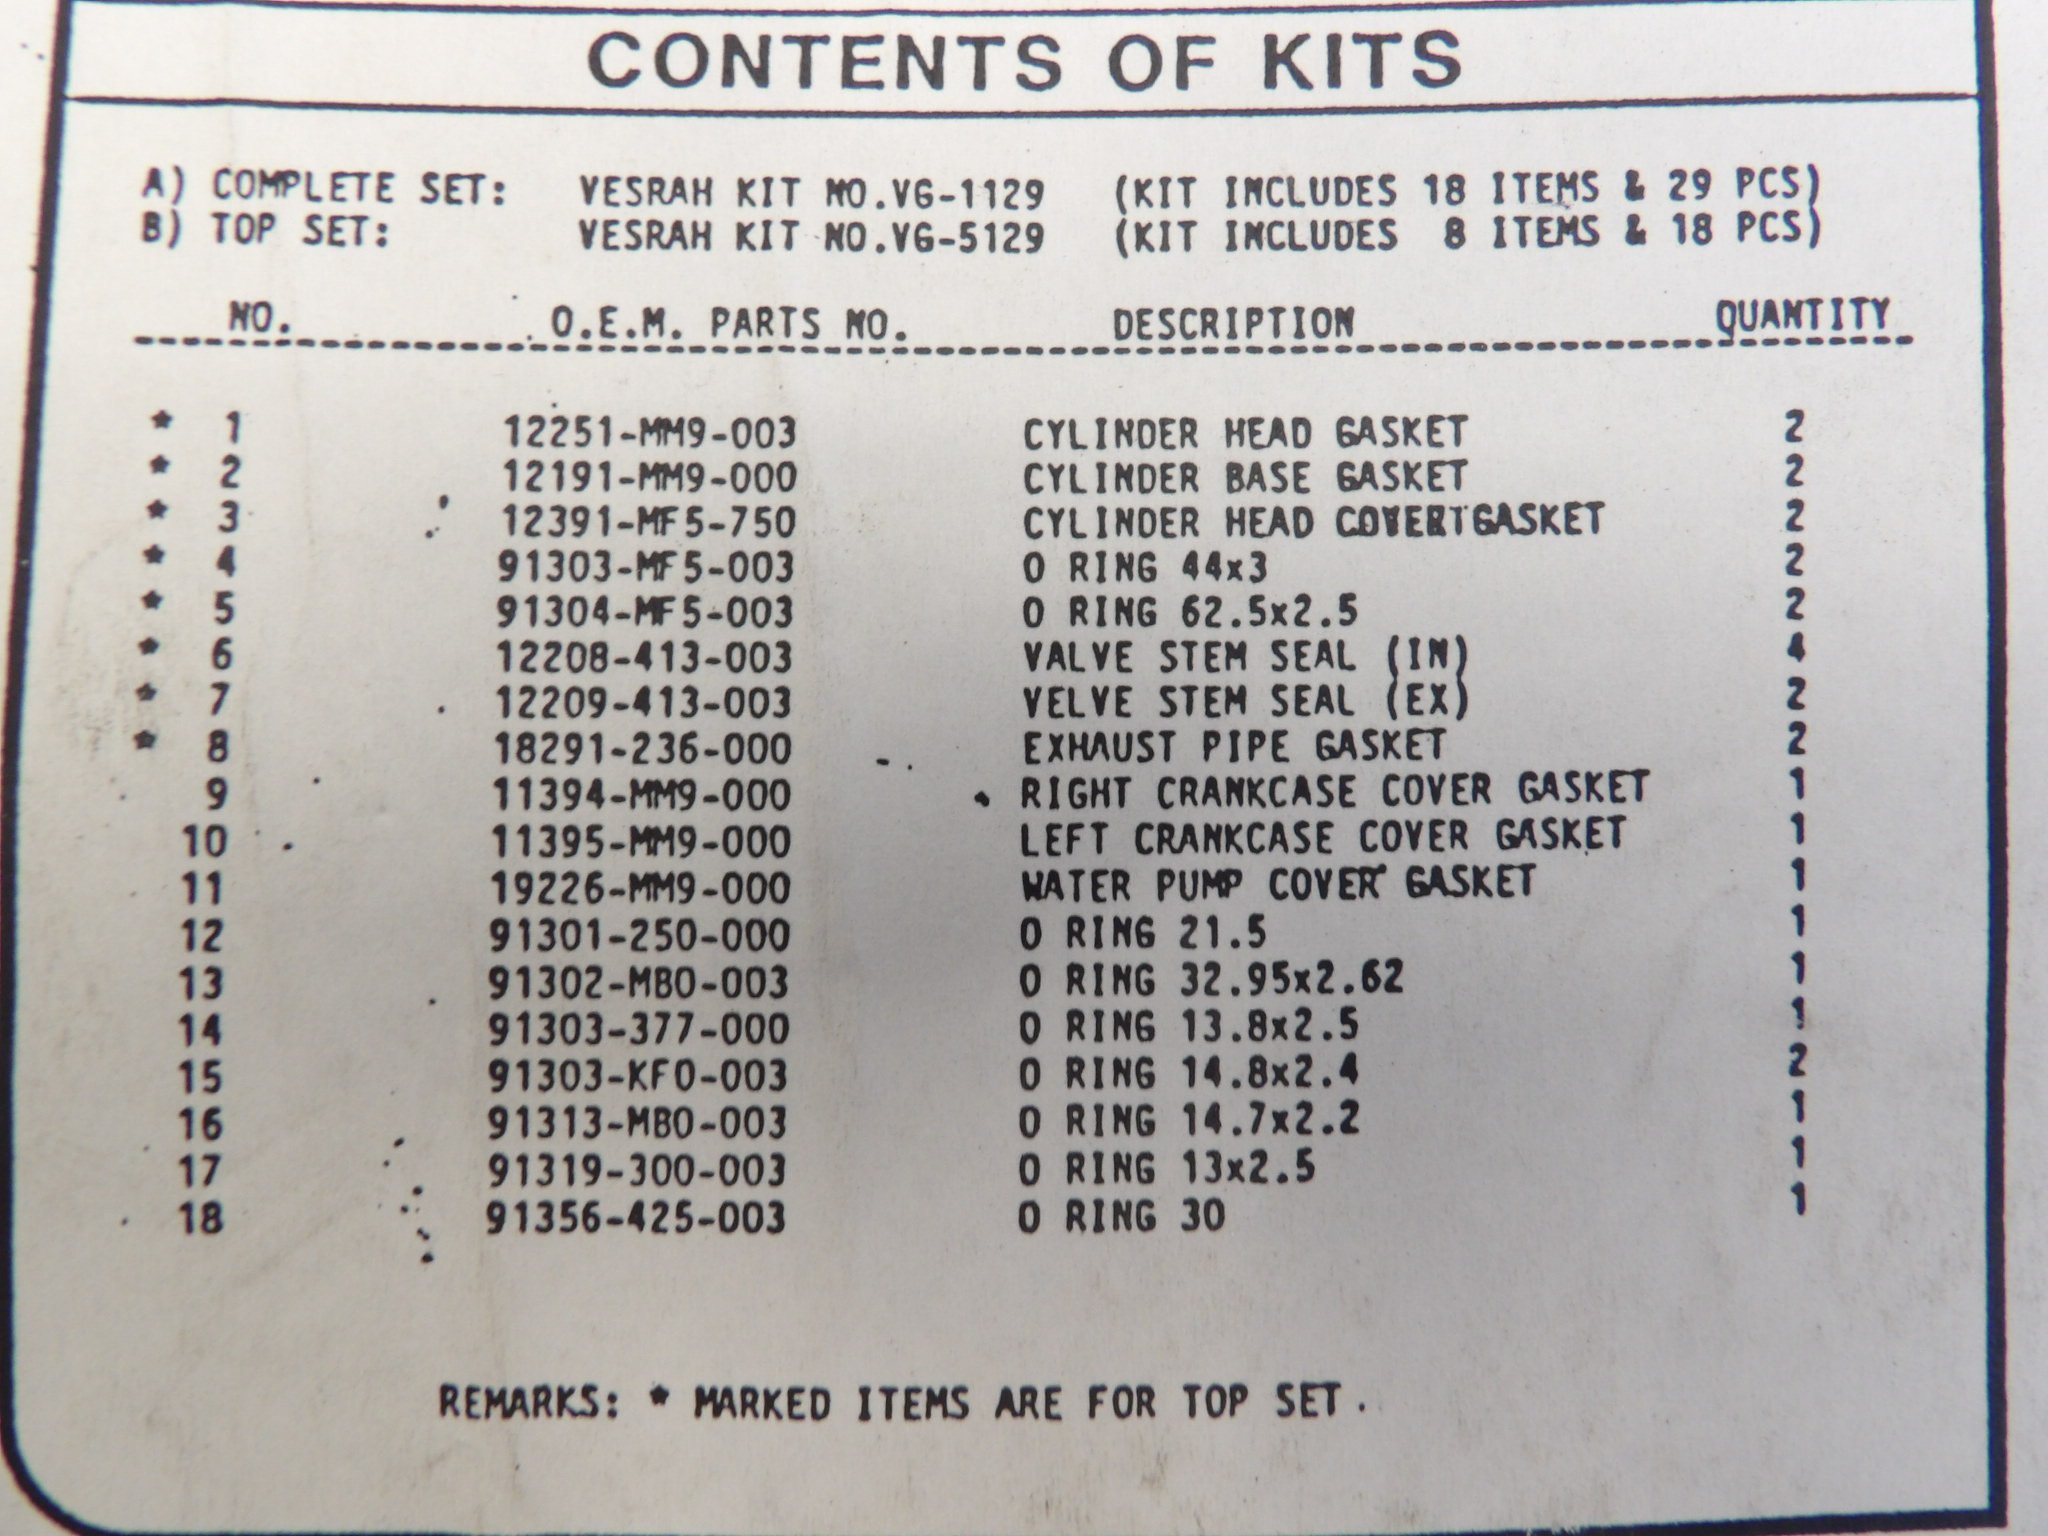 CONTENTS OF KITS
A) COMPLETE SET: VESRAH KIT NO.VG-1129 (KIT INCLUDES 18 ITEMS & 29 PCS)
B) TOP SET: VESRAH KIT NO.VG-5129 (KIT INCLUDES 8 ITEMS & 18 PCS)
NO. O.E.M. PARTS NO. DESCRIPTION QUANTITY
* 1 12251-MM9-003 CYLINDER HEAD GASKET 2
* 2 12191-MM9-000 CYLINDER BASE GASKET 2
* 3 12391-MF5-750 CYLINDER HEAD COVERTGASKET 2
* 4 91303-MF5-003 O RING 44x3 2
* 5 91304-MF5-003 O RING 62.5x2.5 2
* 6 12208-413-003 VALVE STEM SEAL (IN) 4
* 7 12209-413-003 VELVE STEM SEAL (EX) 2
* 8 18291-236-000 EXHAUST PIPE GASKET 2
9 11394-MM9-000 RIGHT CRANKCASE COVER GASKET 1
10 11395-MM9-000 LEFT CRANKCASE COVER GASKET 1
11 19226-MM9-000 WATER PUMP COVER GASKET 1
12 91301-250-000 O RING 21.5 1
13 91302-MB0-003 O RING 32.95x2.62 1
14 91303-377-000 O RING 13.8x2.5 1
15 91303-KF0-003 O RING 14.8x2.4 2
16 91313-MB0-003 O RING 14.7x2.2 1
17 91319-300-003 O RING 13x2.5 1
18 91356-425-003 O RING 30 1
REMARKS: * MARKED ITEMS ARE FOR TOP SET.